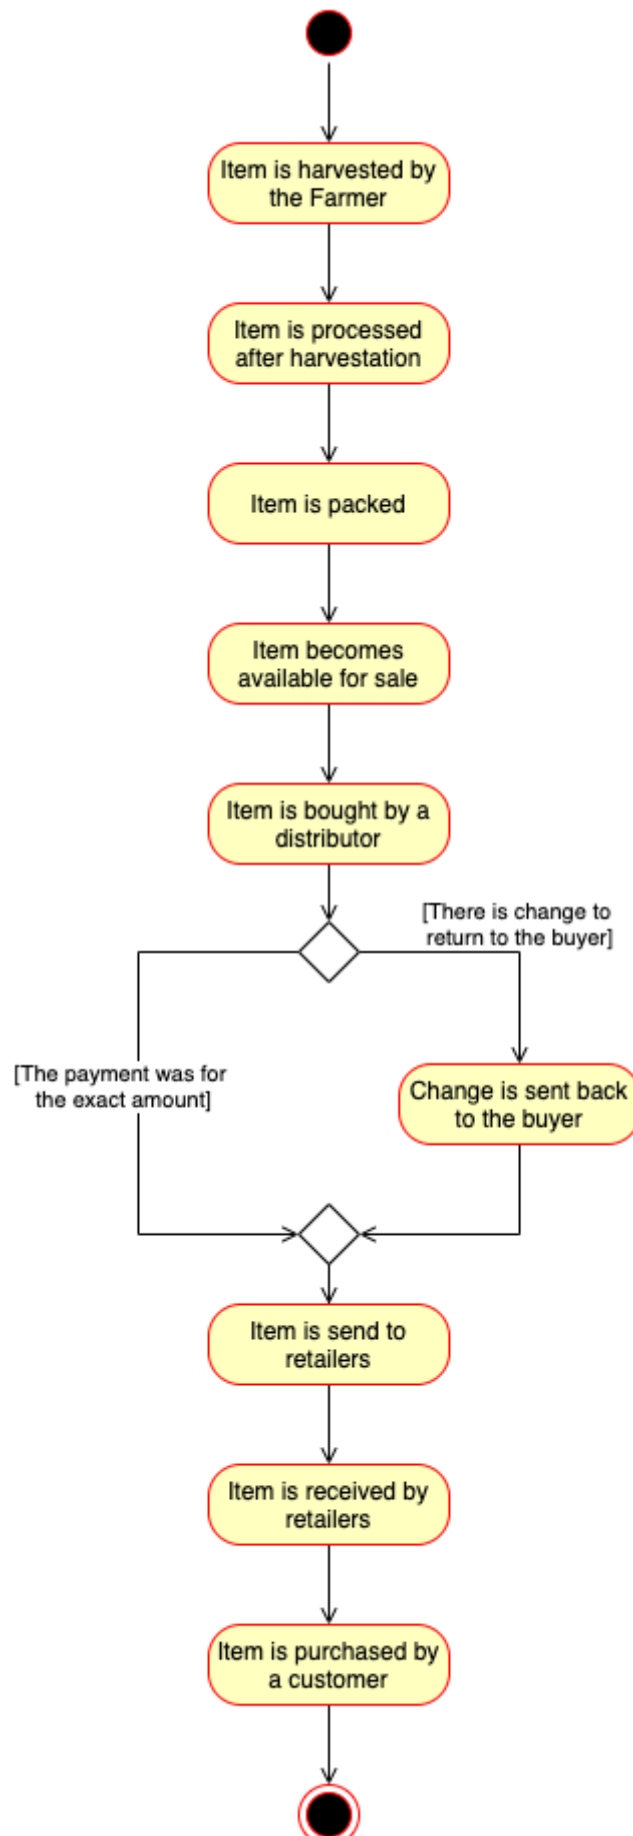 Item is harvested by
the Farmer
Item is processed
after harvestation
Item is packed
Item becomes
available for sale
Item is bought by a
distributor
[There is change to
return to the buyer]
[The payment was for
the exact amount]
Change is sent back
to the buyer
Item is send to
retailers
Item is received by
retailers
Item is purchased by
a customer